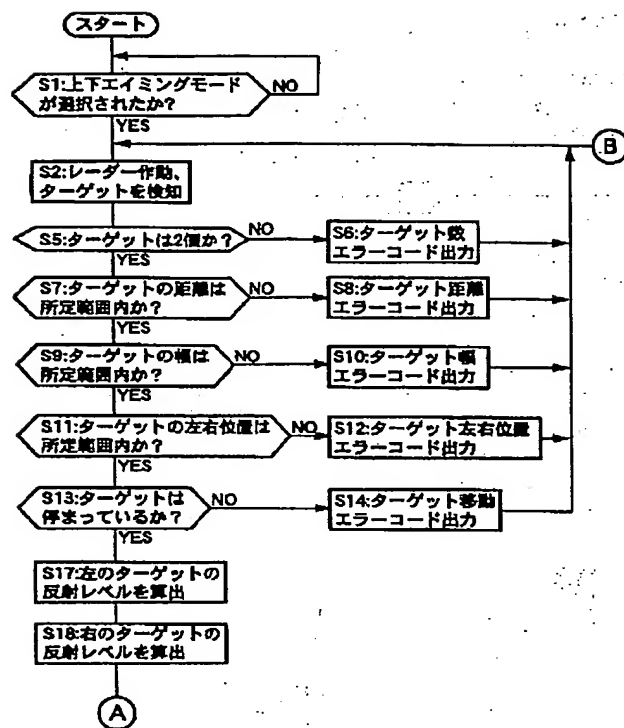 スタート
S1:上下エイミングモード
が選択されたか?
NO
YES
B
S2:レーダー作動、
ターゲットを検知
S5:ターゲットは2個か?
NO
S6:ターゲット数
エラーコード出力
YES
S7:ターゲットの距離は
所定範囲内か?
NO
S8:ターゲット距離
エラーコード出力
YES
S9:ターゲットの幅は
所定範囲内か?
NO
S10:ターゲット幅
エラーコード出力
YES
S11:ターゲットの左右位置は
所定範囲内か?
NO
S12:ターゲット左右位置
エラーコード出力
YES
S13:ターゲットは
停まっているか?
NO
S14:ターゲット移動
エラーコード出力
YES
S17:左のターゲットの
反射レベルを算出
S18:右のターゲットの
反射レベルを算出
A